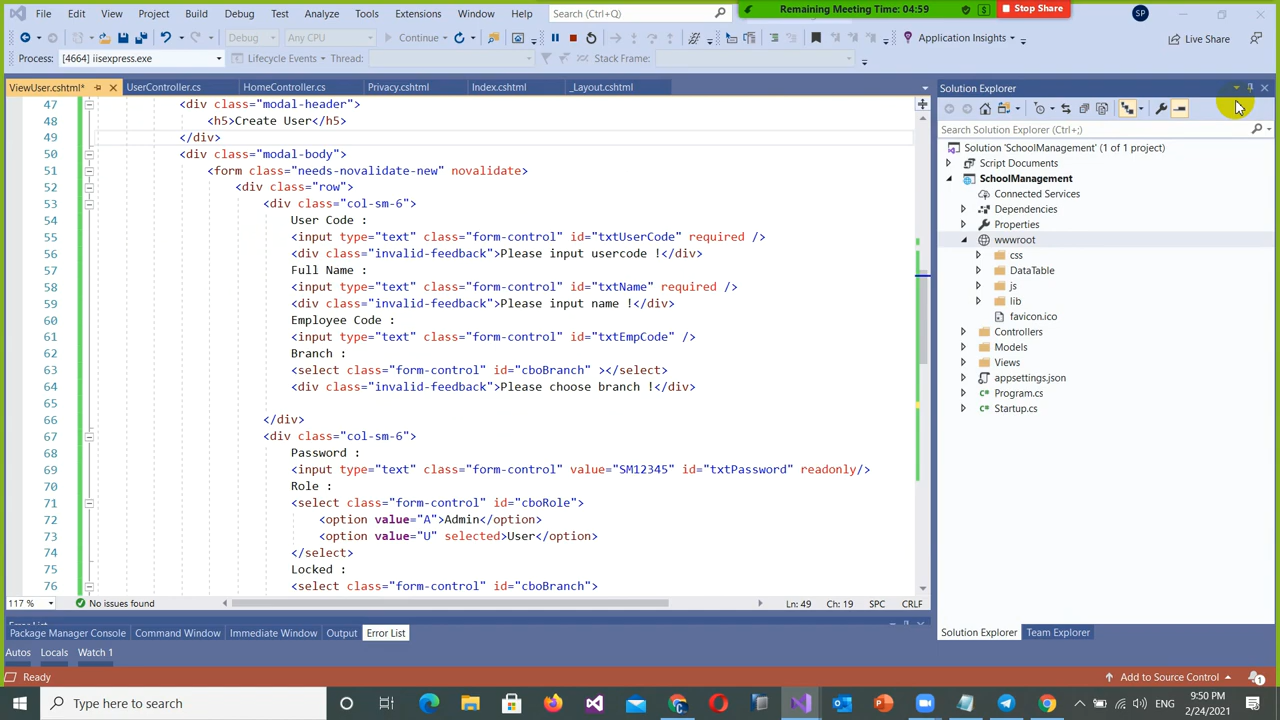 File Edit View Project Build Debug Test Analyze Tools Extensions Window Help Search (Ctrl+Q)
Remaining Meeting Time: 04:59
Stop Share
SP
Debug Any CPU Continue Application Insights Live Share
Process: [4664] iisexpress.exe Lifecycle Events Thread: Stack Frame:
ViewUser.cshtml* UserController.cs HomeController.cs Privacy.cshtml Index.cshtml _Layout.cshtml
47 <div class="modal-header">
48 <h5>Create User</h5>
49 </div>
50 <div class="modal-body">
51 <form class="needs-novalidate-new" novalidate>
52 <div class="row">
53 <div class="col-sm-6">
54 User Code :
55 <input type="text" class="form-control" id="txtUserCode" required />
56 <div class="invalid-feedback">Please input usercode !</div>
57 Full Name :
58 <input type="text" class="form-control" id="txtName" required />
59 <div class="invalid-feedback">Please input name !</div>
60 Employee Code :
61 <input type="text" class="form-control" id="txtEmpCode" />
62 Branch :
63 <select class="form-control" id="cboBranch" ></select>
64 <div class="invalid-feedback">Please choose branch !</div>
65
66 </div>
67 <div class="col-sm-6">
68 Password :
69 <input type="text" class="form-control" value="SM12345" id="txtPassword" readonly/>
70 Role :
71 <select class="form-control" id="cboRole">
72 <option value="A">Admin</option>
73 <option value="U" selected>User</option>
74 </select>
75 Locked :
76 <select class="form-control" id="cboBranch">
117 % No issues found Ln: 49 Ch: 19 SPC CRLF
Error List
Package Manager Console Command Window Immediate Window Output Error List
Autos Locals Watch 1
Solution Explorer
Search Solution Explorer (Ctrl+;)
Solution 'SchoolManagement' (1 of 1 project)
Script Documents
SchoolManagement
Connected Services
Dependencies
Properties
wwwroot
css
DataTable
js
lib
favicon.ico
Controllers
Models
Views
appsettings.json
Program.cs
Startup.cs
Solution Explorer Team Explorer
Ready Add to Source Control 1
Type here to search
ENG 9:50 PM
2/24/2021